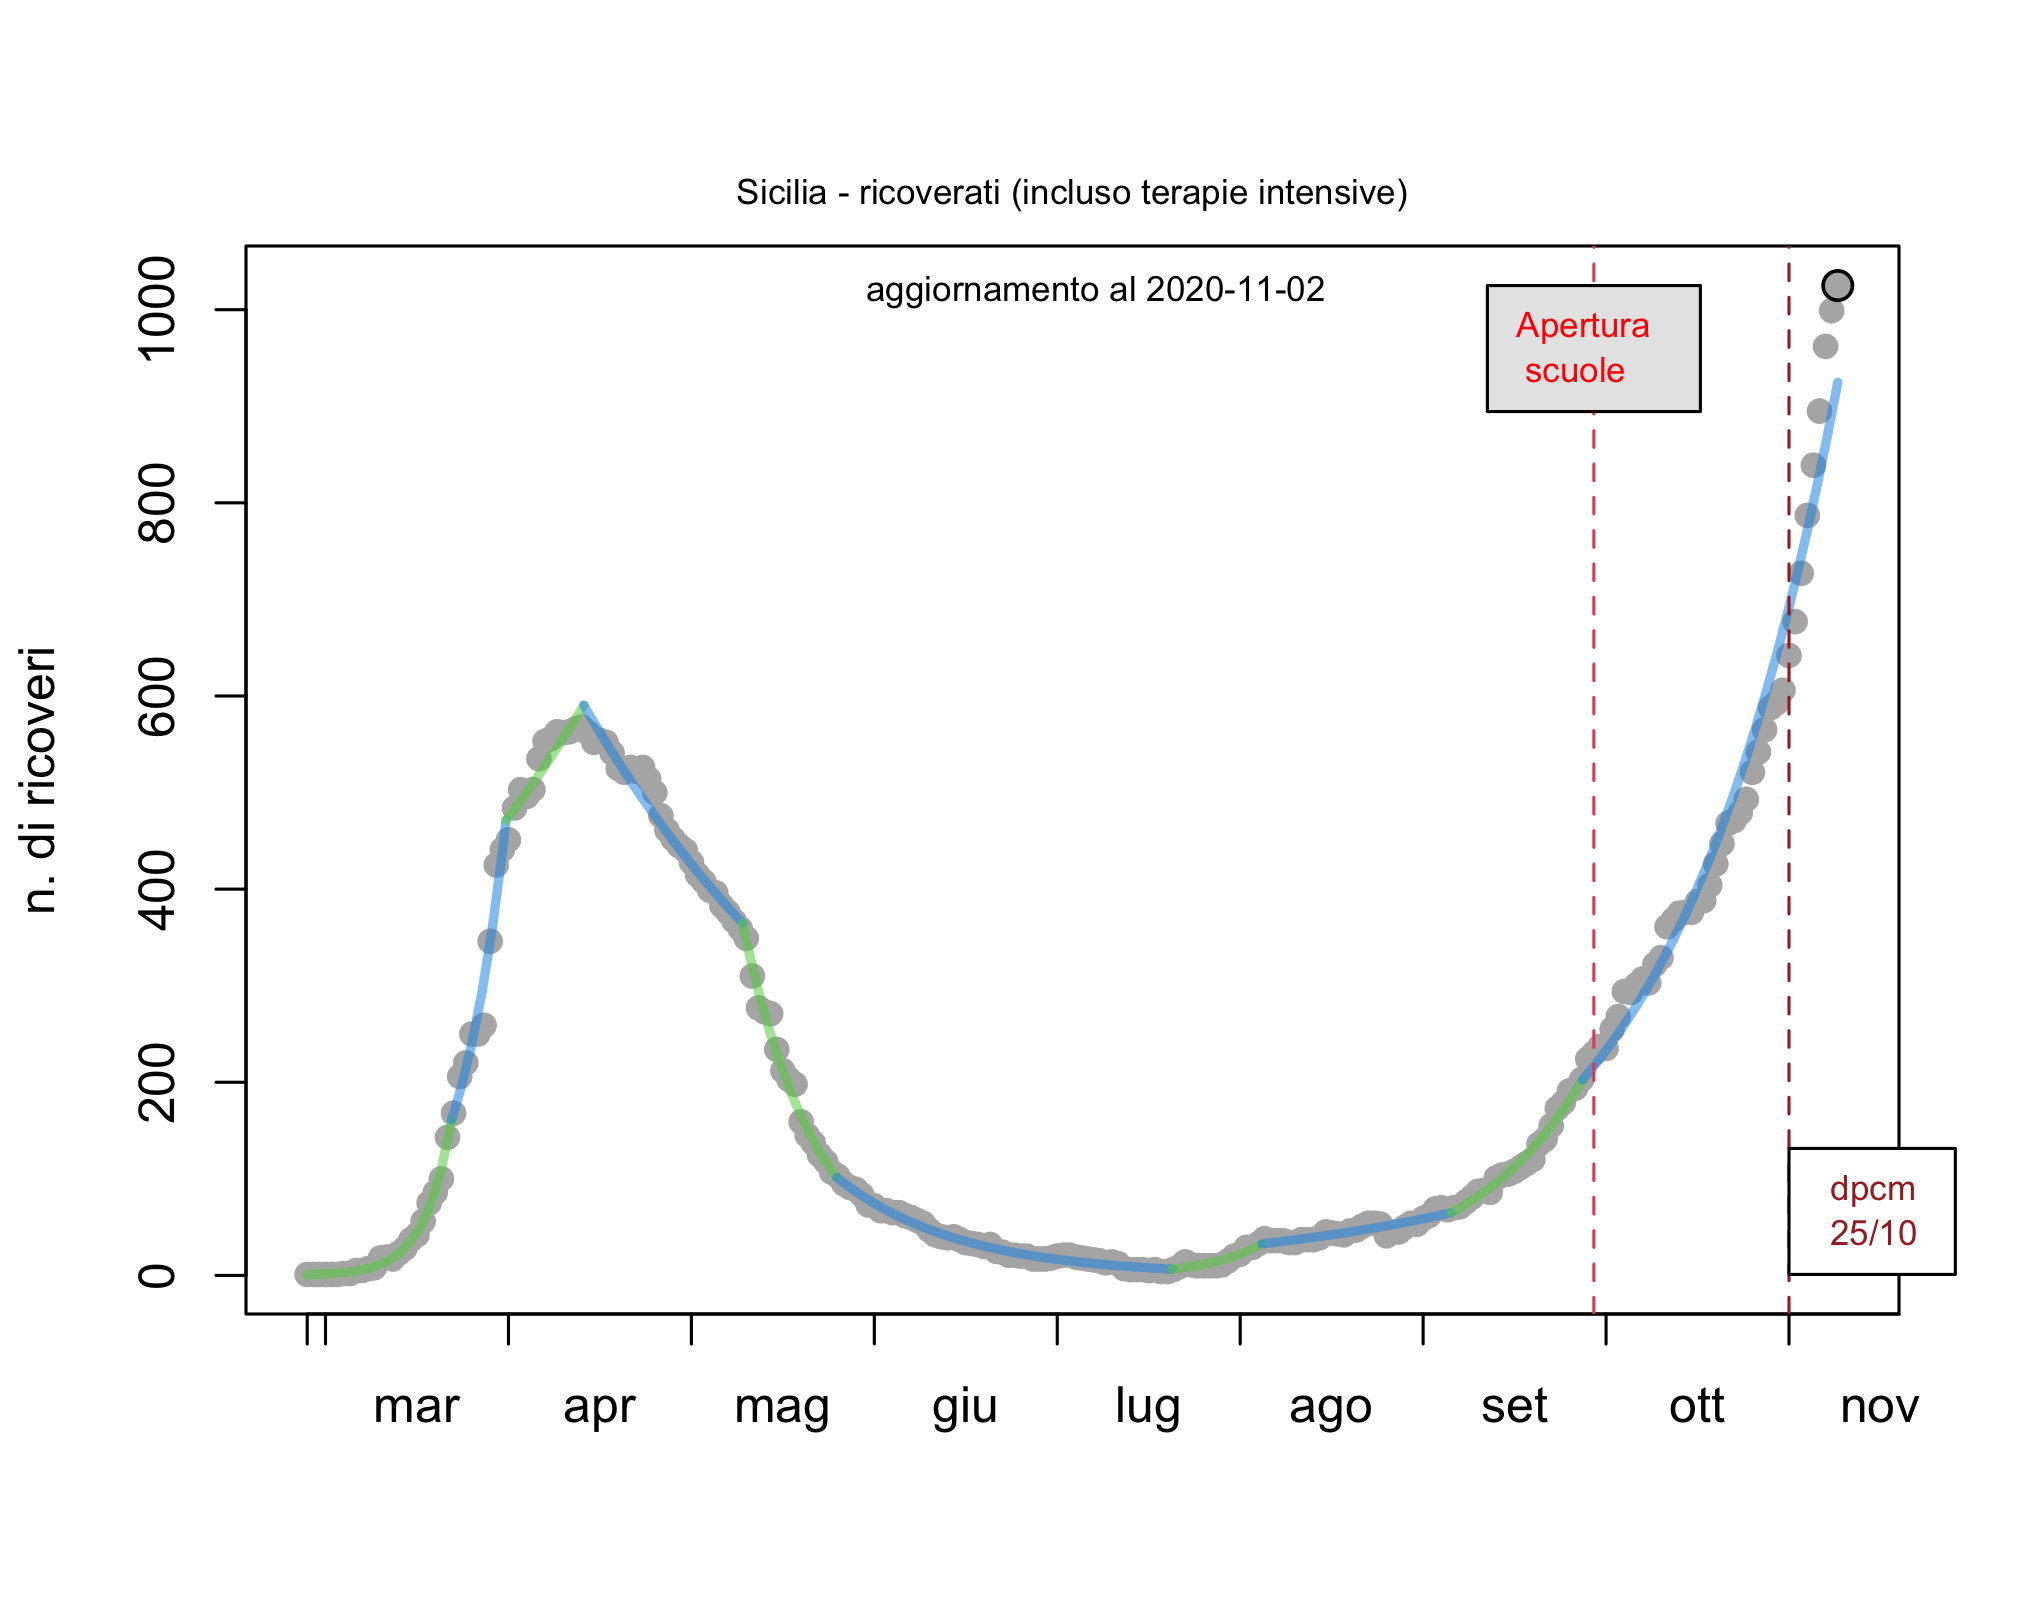 Sicilia - ricoverati (incluso terapie intensive)
aggiornamento al 2020-11-02
Apertura
scuole
1000
800
600
400
200
0
n. di ricoveri
dpcm
25/10
mar apr mag giu lug ago set ott nov